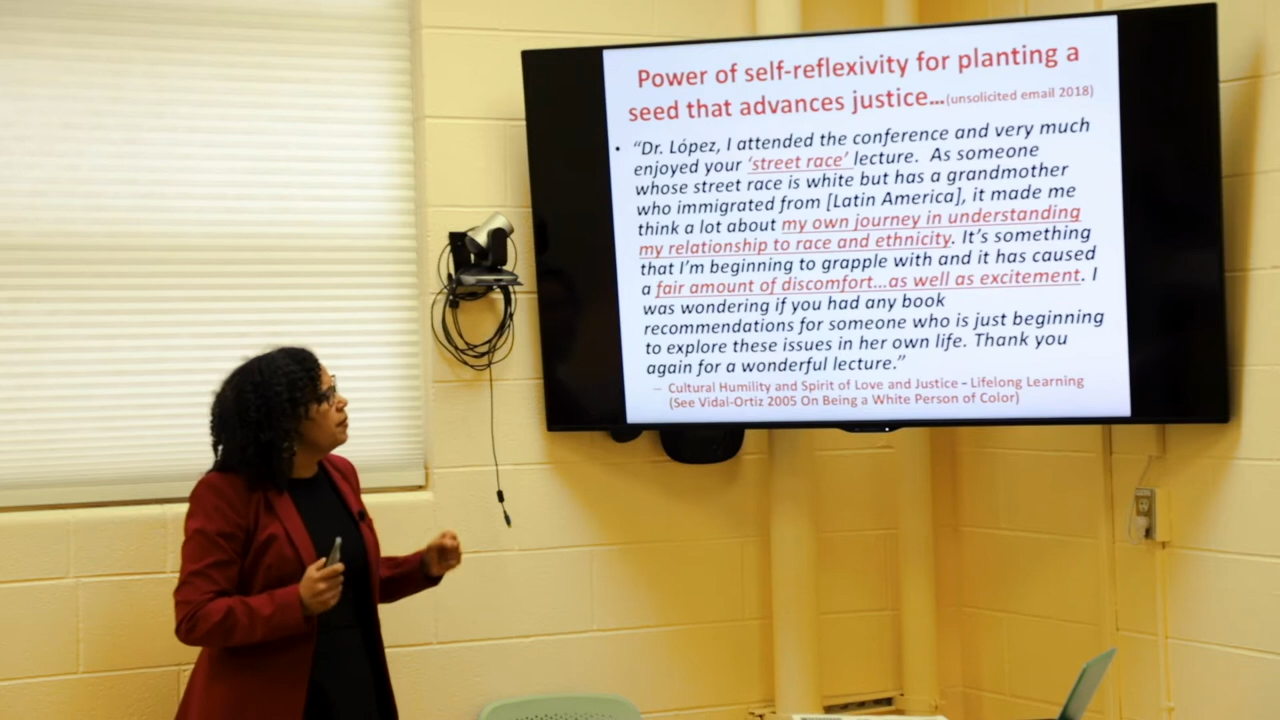 Power of self-reflexivity for planting a
seed that advances justice…(unsolicited email 2018)
• “Dr. López, I attended the conference and very much
enjoyed your ‘street race’ lecture. As someone
whose street race is white but has a grandmother
who immigrated from [Latin America], it made me
think a lot about my own journey in understanding
my relationship to race and ethnicity. It’s something
that I’m beginning to grapple with and it has caused
a fair amount of discomfort…as well as excitement. I
was wondering if you had any book
recommendations for someone who is just beginning
to explore these issues in her own life. Thank you
again for a wonderful lecture.”
– Cultural Humility and Spirit of Love and Justice - Lifelong Learning
(See Vidal-Ortiz 2005 On Being a White Person of Color)